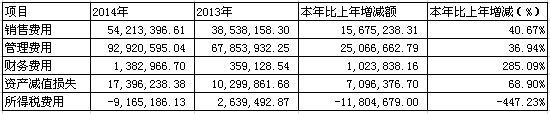 项目 2014年 2013年 本年比上年增减额 本年比上年增减（%）
销售费用 54,213,396.61 38,538,158.30 15,675,238.31 40.67%
管理费用 92,920,595.04 67,853,932.25 25,066,662.79 36.94%
财务费用 1,382,966.70 359,128.54 1,023,838.16 285.09%
资产减值损失 17,396,238.38 10,299,861.68 7,096,376.70 68.90%
所得税费用 -9,165,186.13 2,639,492.87 -11,804,679.00 -447.23%